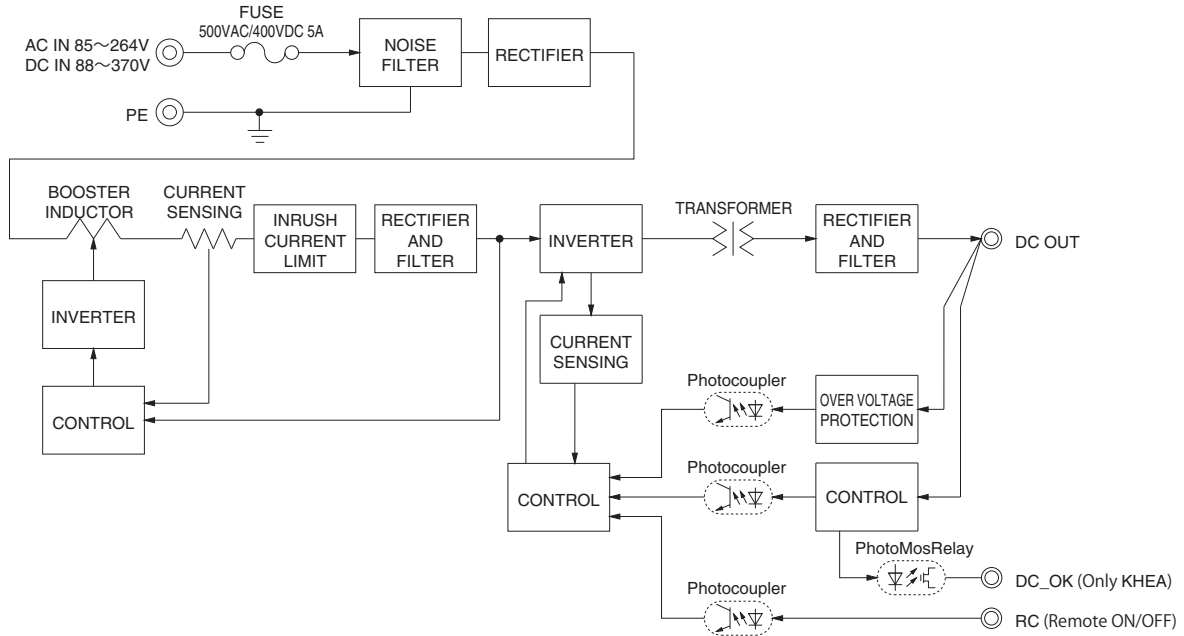 FUSE
500VAC/400VDC 5A
AC IN 85～264V
DC IN 88～370V
NOISE
FILTER
RECTIFIER
PE
BOOSTER
INDUCTOR
CURRENT
SENSING
INRUSH
CURRENT
LIMIT
RECTIFIER
AND
FILTER
INVERTER
TRANSFORMER
RECTIFIER
AND
FILTER
DC OUT
INVERTER
CURRENT
SENSING
CONTROL
Photocoupler
OVER VOLTAGE
PROTECTION
Photocoupler
CONTROL
CONTROL
PhotoMosRelay
DC_OK (Only KHEA)
Photocoupler
RC (Remote ON/OFF)